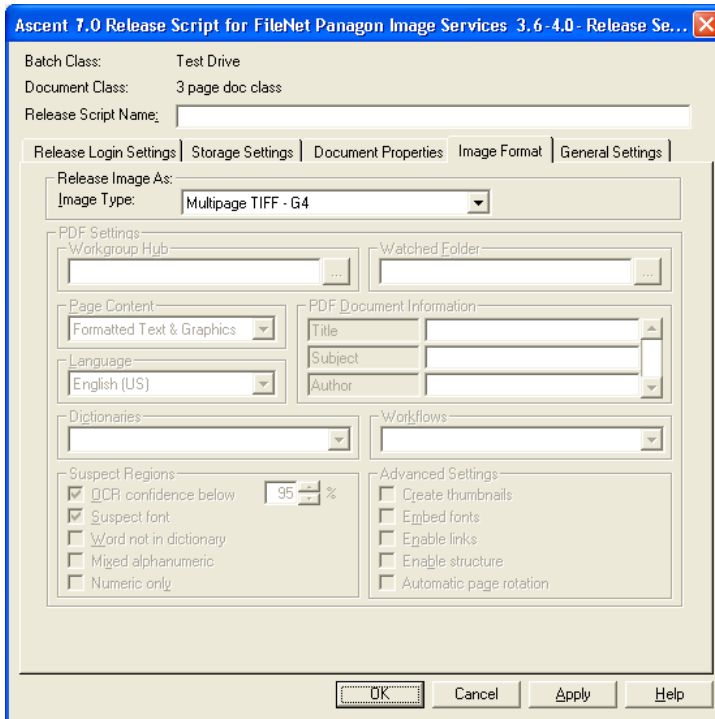 Ascent 7.0 Release Script for FileNet Panagon Image Services 3.6-4.0- Release Se...
Batch Class: Test Drive
Document Class: 3 page doc class
Release Script Name:
Release Login Settings Storage Settings Document Properties Image Format General Settings
Release Image As:
Image Type: Multipage TIFF - G4
PDF Settings
Workgroup Hub Watched Folder
... ...
Page Content PDF Document Information
Formatted Text & Graphics Title
Subject
Language
English (US) Author
Dictionaries Workflows
Suspect Regions Advanced Settings
OCR confidence below 95 % Create thumbnails
Suspect font Embed fonts
Word not in dictionary Enable links
Mixed alphanumeric Enable structure
Numeric only Automatic page rotation
OK Cancel Apply Help